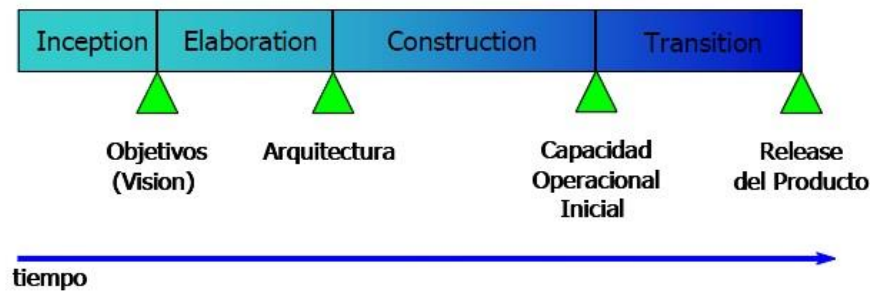 Inception Elaboration Construction Transition
Objetivos
(Vision)
Arquitectura
Capacidad
Operacional
Inicial
Release
del Producto
tiempo